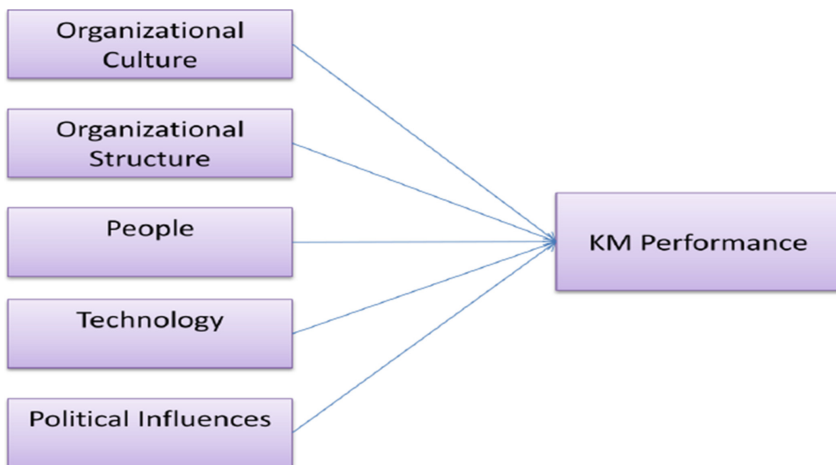 Organizational
Culture
Organizational
Structure
People
KM Performance
Technology
Political Influences